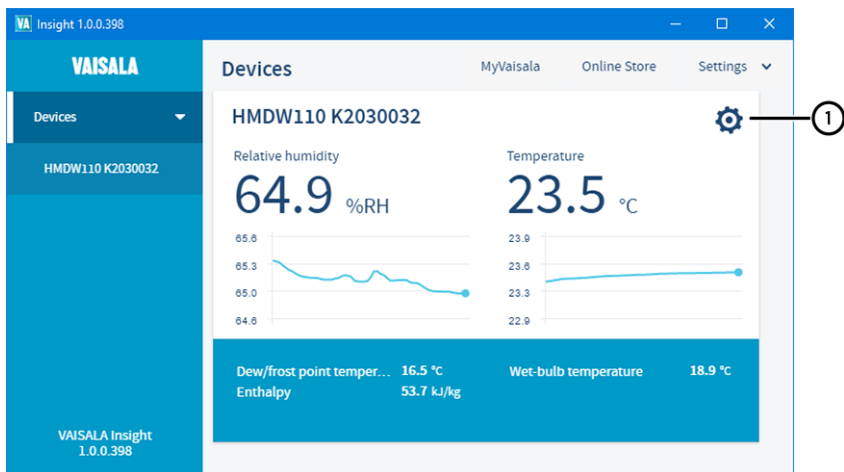 VA Insight 1.0.0.398
VAISALA
Devices
HMDW110 K2030032
VAISALA Insight
1.0.0.398
Devices
MyVaisala
Online Store
Settings
HMDW110 K2030032
1
Relative humidity
64.9 %RH
65.6
65.3
65.0
64.6
Temperature
23.5 °C
23.9
23.6
23.3
22.9
Dew/frost point temper... 16.5 °C
Enthalpy 53.7 kJ/kg
Wet-bulb temperature 18.9 °C